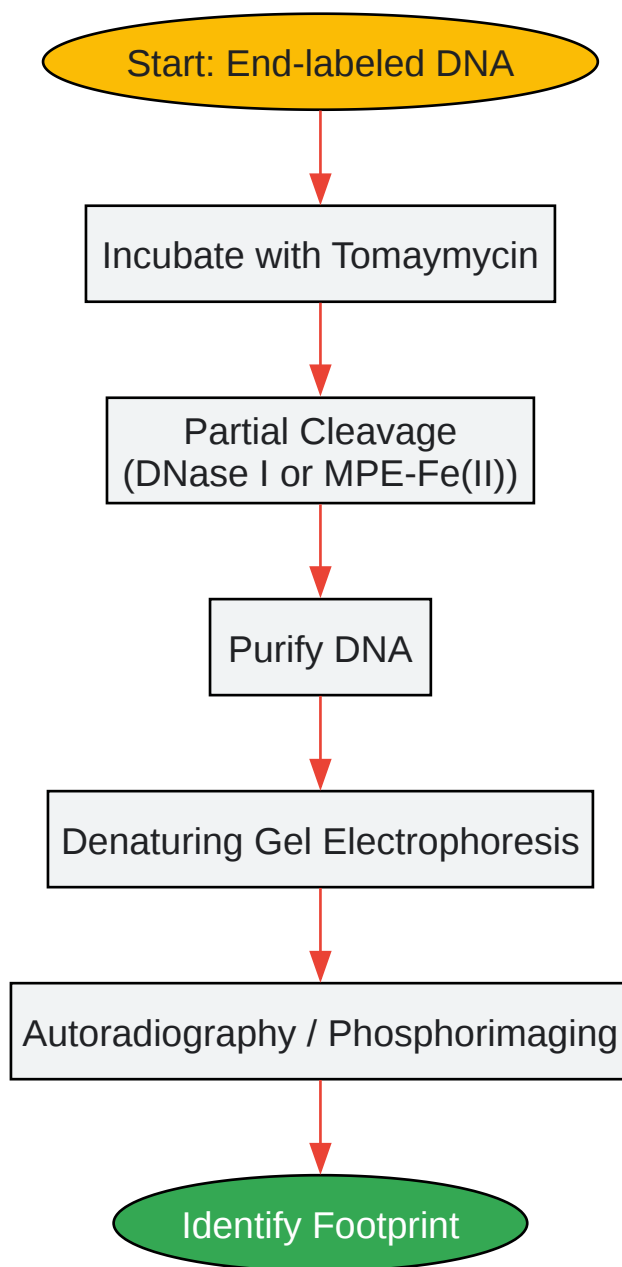 Start: End-labeled DNA
Incubate with Tomaymycin
Partial Cleavage
(DNase I or MPE-Fe(II))
Purify DNA
Denaturing Gel Electrophoresis
Autoradiography / Phosphorimaging
Identify Footprint